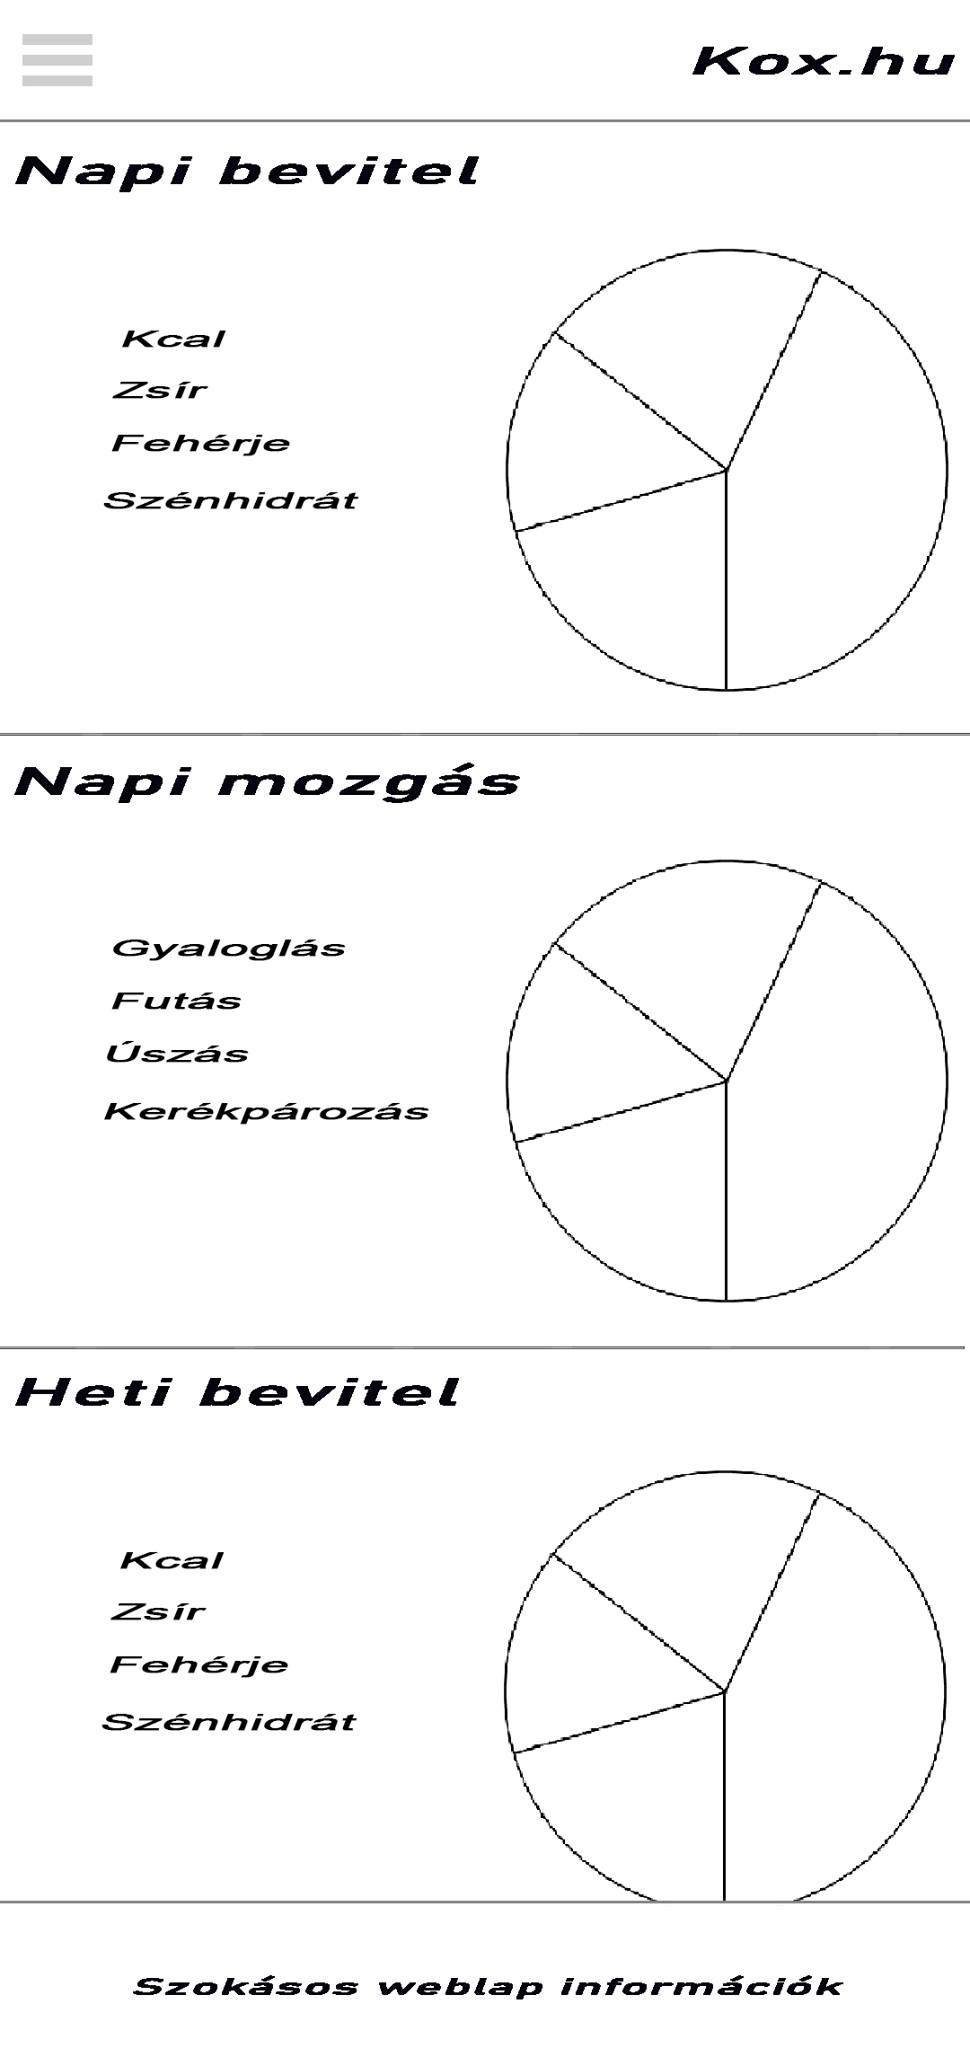 Kox.hu
Napi bevitel
Kcal
Zsír
Fehérje
Szénhidrát
Napi mozgás
Gyaloglás
Futás
Úszás
Kerékpározás
Heti bevitel
Kcal
Zsír
Fehérje
Szénhidrát
Szokásos weblap információk